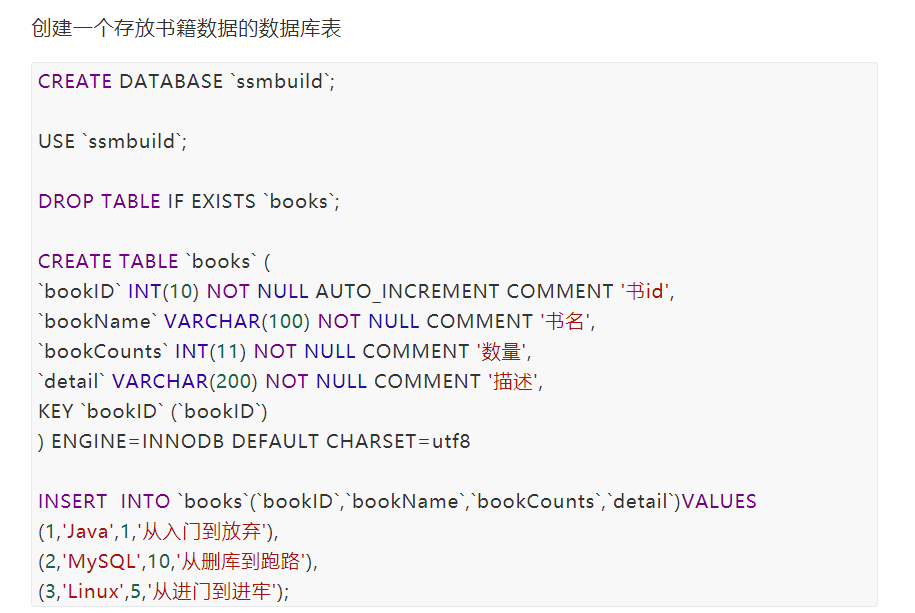 创建一个存放书籍数据的数据库表
CREATE DATABASE `ssmbuild`;
USE `ssmbuild`;
DROP TABLE IF EXISTS `books`;
CREATE TABLE `books` (
`bookID` INT(10) NOT NULL AUTO_INCREMENT COMMENT '书id',
`bookName` VARCHAR(100) NOT NULL COMMENT '书名',
`bookCounts` INT(11) NOT NULL COMMENT '数量',
`detail` VARCHAR(200) NOT NULL COMMENT '描述',
KEY `bookID` (`bookID`)
) ENGINE=INNODB DEFAULT CHARSET=utf8
INSERT  INTO `books`(`bookID`,`bookName`,`bookCounts`,`detail`)VALUES
(1,'Java',1,'从入门到放弃'),
(2,'MySQL',10,'从删库到跑路'),
(3,'Linux',5,'从进门到进牢');